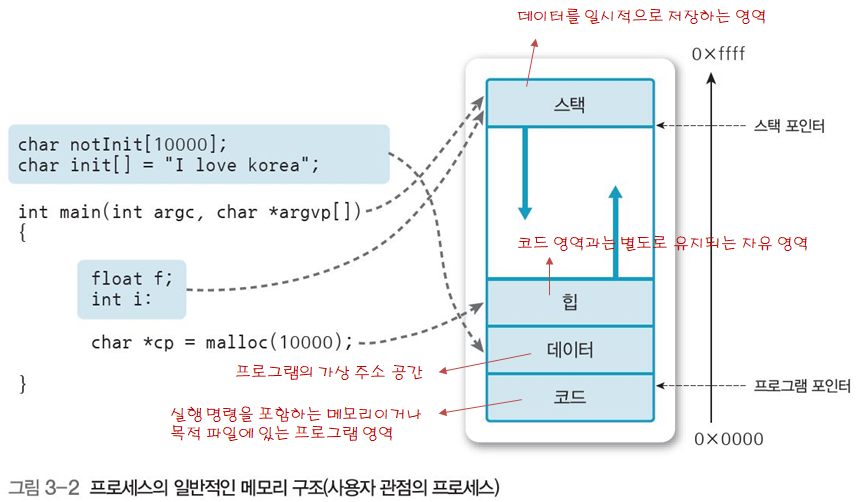 데이터를 일시적으로 저장하는 영역
0×ffff
스택
스택 포인터
char notInit[10000];
char init[] = "I love korea";
int main(int argc, char *argvp[])
{
코드 영역과는 별도로 유지되는 자유 영역
float f;
int i:
힙
char *cp = malloc(10000);
데이터
프로그램의 가상 주소 공간
}
코드
프로그램 포인터
실행 명령을 포함하는 메모리이거나
목적 파일에 있는 프로그램 영역
0×0000
그림 3-2 프로세스의 일반적인 메모리 구조(사용자 관점의 프로세스)